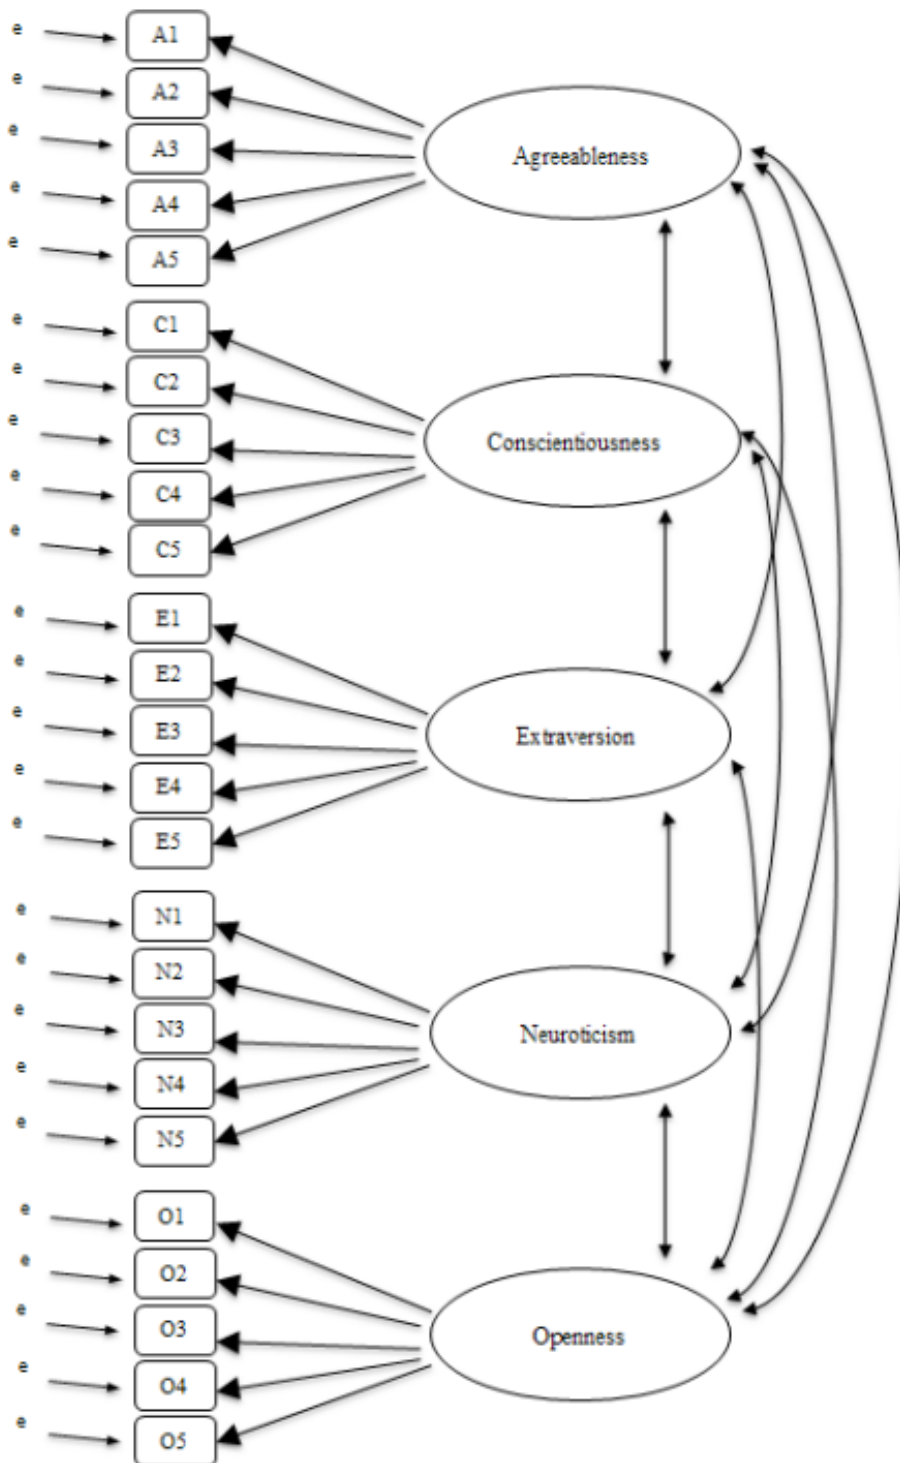 e A1
e A2
e A3
e A4
e A5
Agreeableness
e C1
e C2
e C3
e C4
e C5
Conscientiousness
e E1
e E2
e E3
e E4
e E5
Extraversion
e N1
e N2
e N3
e N4
e N5
Neuroticism
e O1
e O2
e O3
e O4
e O5
Openness